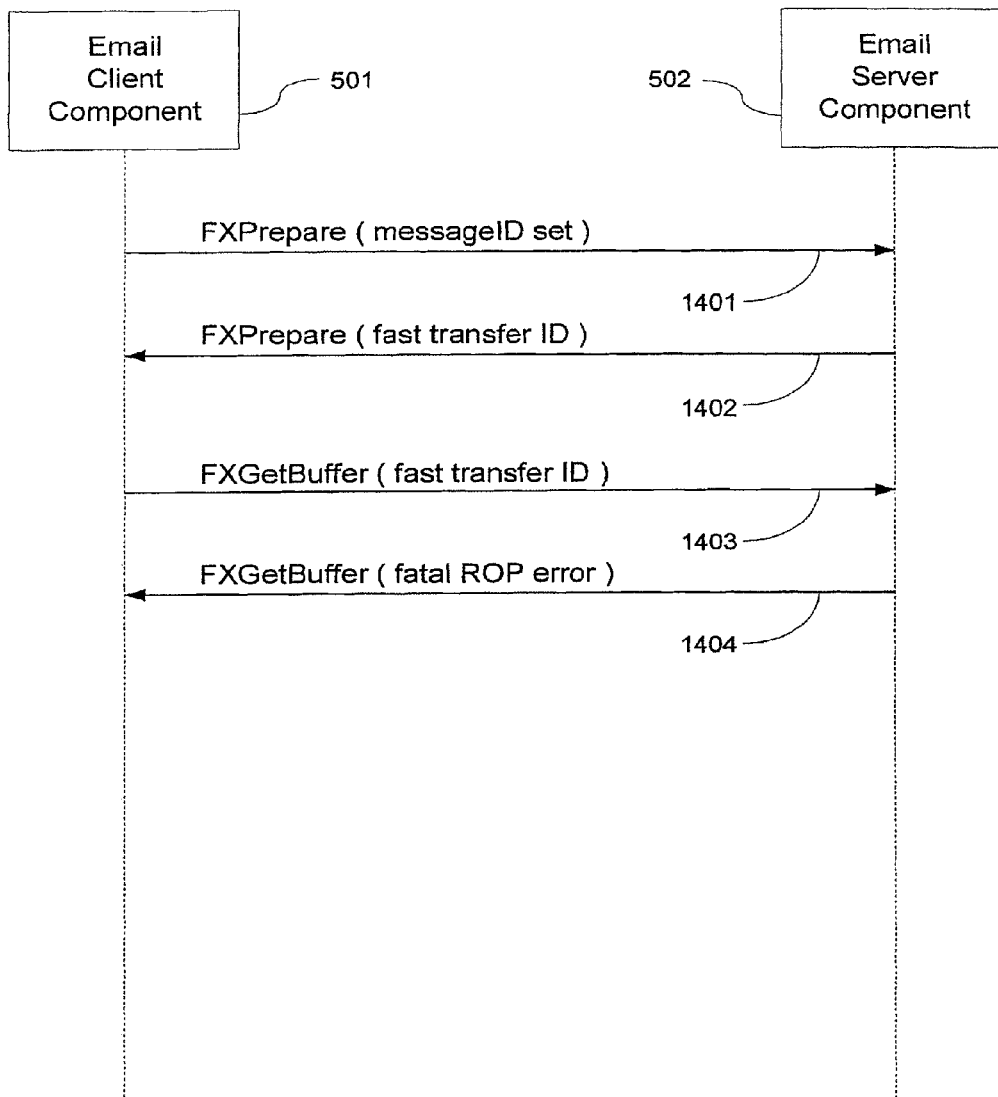 Email
Client
Component
501
502
Email
Server
Component
FXPrepare ( messageID set )
1401
FXPrepare ( fast transfer ID )
1402
FXGetBuffer ( fast transfer ID )
1403
FXGetBuffer ( fatal ROP error )
1404